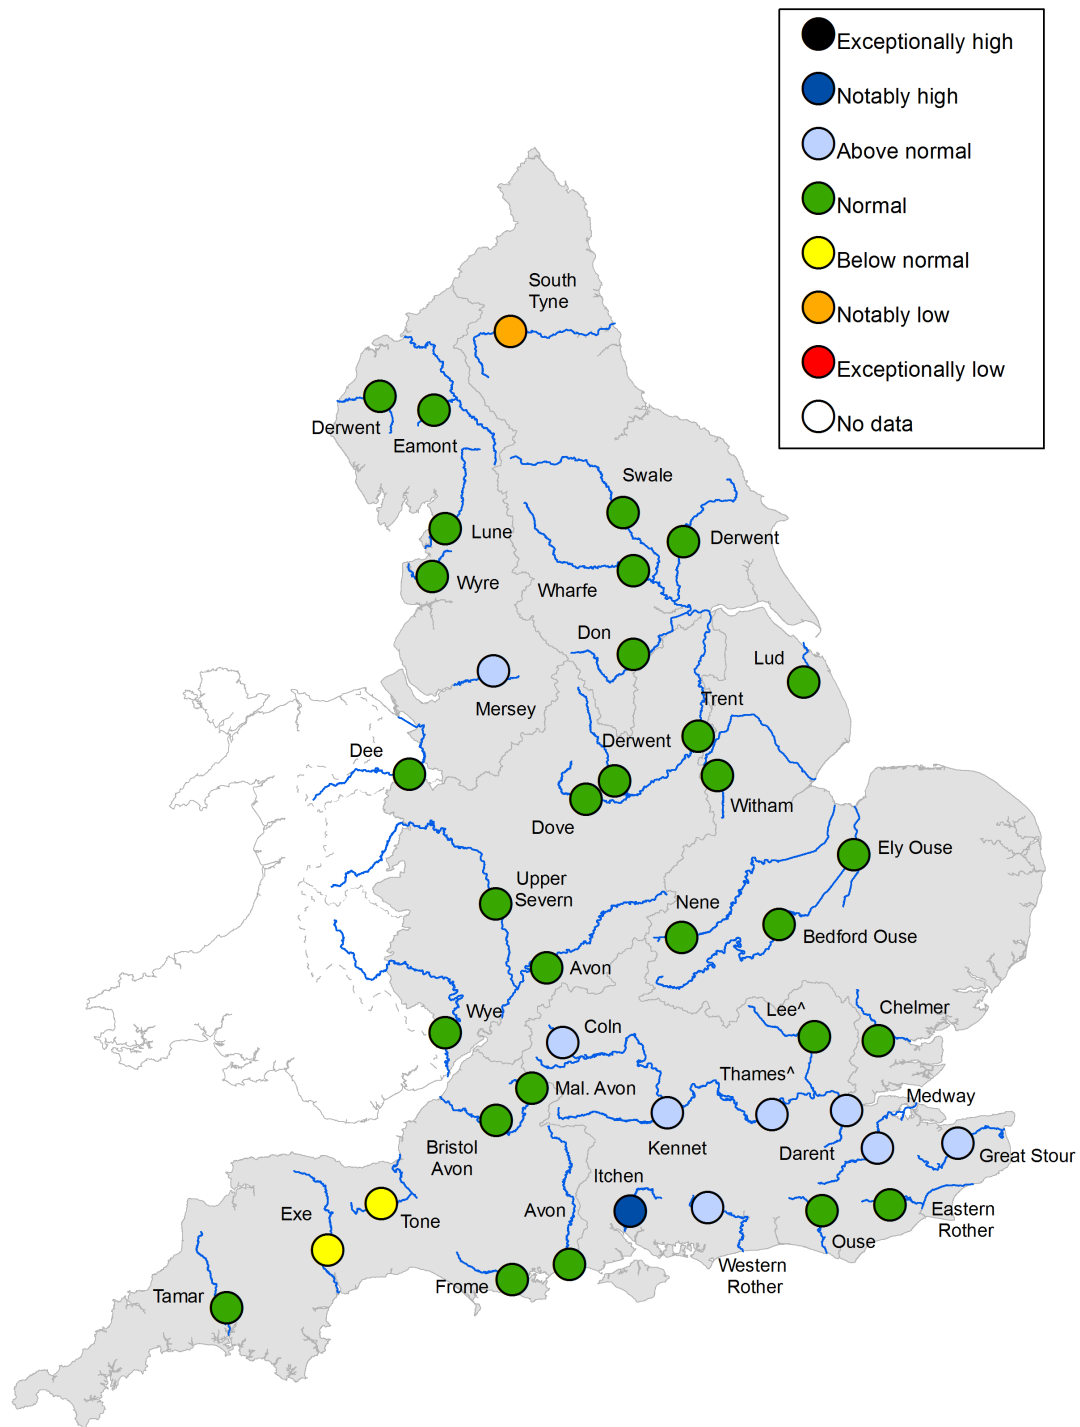 Exceptionally high
Notably high
Above normal
Normal
Below normal
Notably low
Exceptionally low
No data
South
Tyne
Derwent
Eamont
Swale
Lune
Derwent
Wyre
Wharfe
Don
Lud
Mersey
Trent
Derwent
Dee
Witham
Dove
Ely Ouse
Upper
Severn
Nene
Bedford Ouse
Avon
Wye
Coln
Lee^
Chelmer
Thames^
Mal. Avon
Medway
Bristol
Avon
Kennet
Darent
Great Stour
Itchen
Exe
Tone
Avon
Eastern
Rother
Ouse
Western
Rother
Frome
Tamar